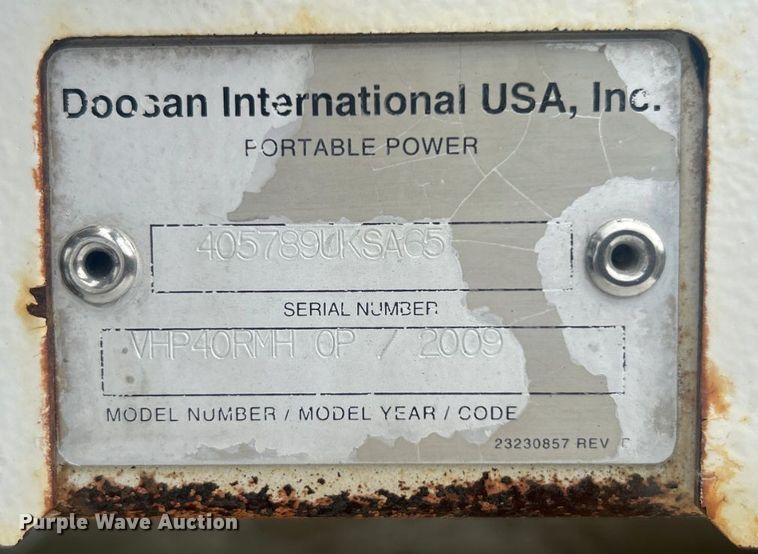 Doosan International USA, Inc.
PORTABLE POWER
405789UKSA65
SERIAL NUMBER
VHP40RMH OP / 2009
MODEL NUMBER / MODEL YEAR / CODE
23230857 REV
Purple Wave Auction